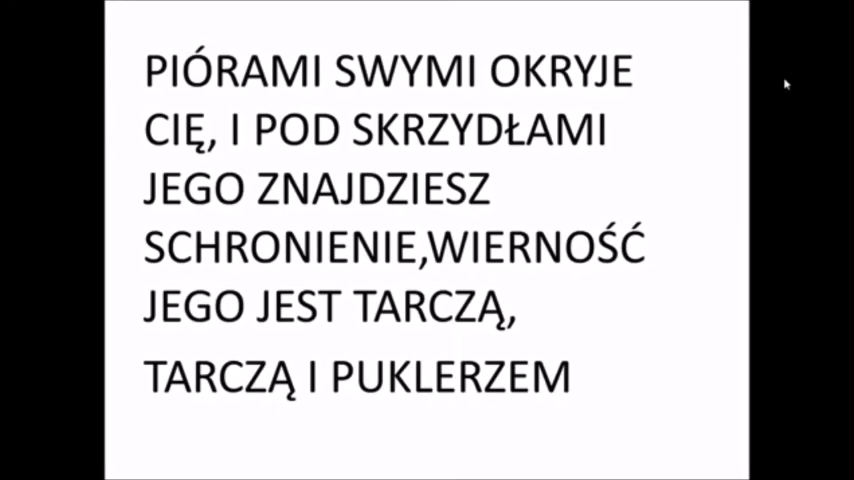 PIÓRAMI SWYMI OKRYJE
CIĘ, I POD SKRZYDŁAMI
JEGO ZNAJDZIESZ
SCHRONIENIE,WIERNOŚĆ
JEGO JEST TARCZĄ,
TARCZĄ I PUKLERZEM